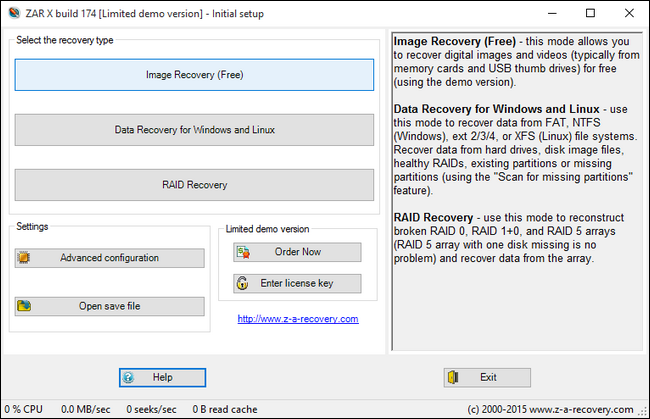 ZAR X build 174 [Limited demo version] - Initial setup
Select the recovery type
Image Recovery (Free)
Data Recovery for Windows and Linux
RAID Recovery
Settings
Advanced configuration
Open save file
Limited demo version
Order Now
Enter license key
http://www.z-a-recovery.com
Image Recovery (Free) - this mode allows you
to recover digital images and videos (typically from
memory cards and USB thumb drives) for free
(using the demo version).
Data Recovery for Windows and Linux - use
this mode to recover data from FAT, NTFS
(Windows), ext 2/3/4, or XFS (Linux) file systems.
Recover data from hard drives, disk image files,
healthy RAIDs, existing partitions or missing
partitions (using the "Scan for missing partitions"
feature).
RAID Recovery - use this mode to reconstruct
broken RAID 0, RAID 1+0, and RAID 5 arrays
(RAID 5 array with one disk missing is no
problem) and recover data from the array.
Help
Exit
0 % CPU 0.0 MB/sec 0 seeks/sec 0 B read cache (c) 2000-2015 www.z-a-recovery.com